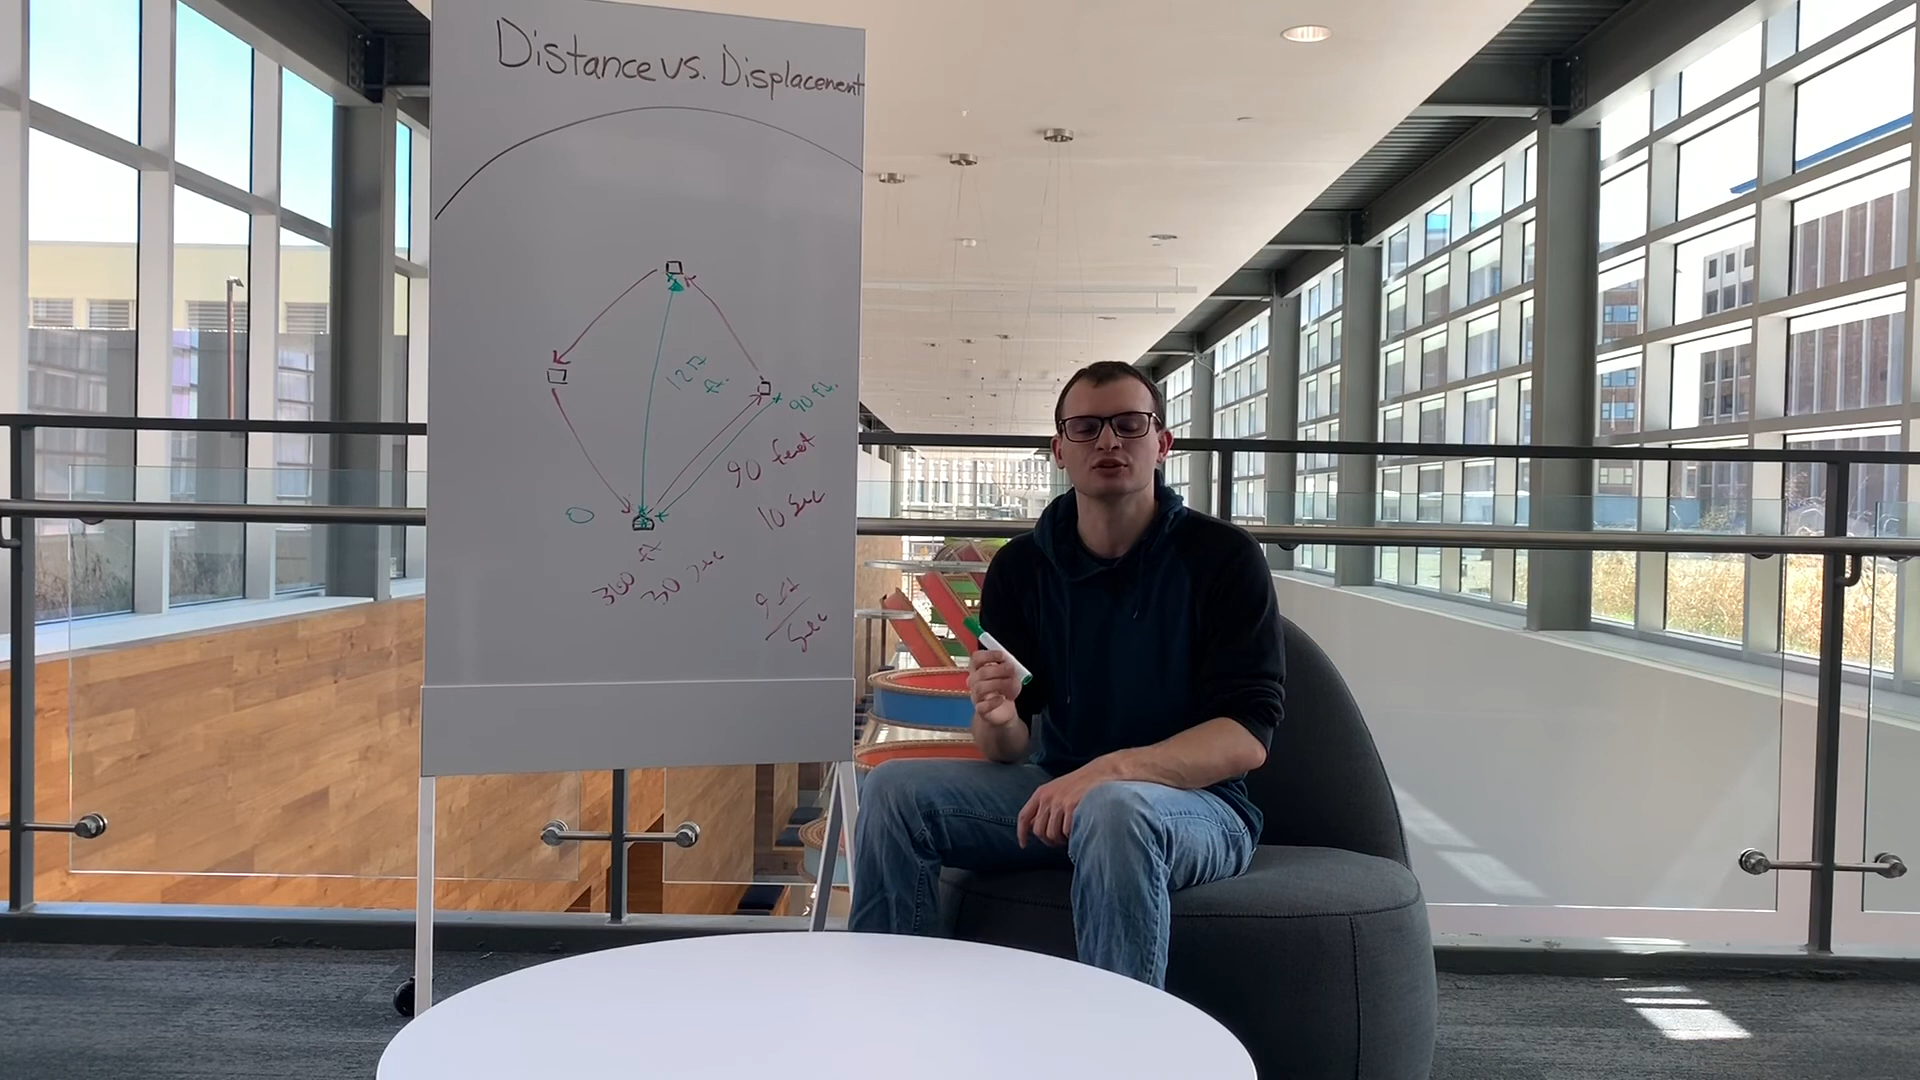 Distance vs. Displacement
127
ft.
90 ft.
90 feet
10 sec
0
360 ft
30 sec
9 ft
sec